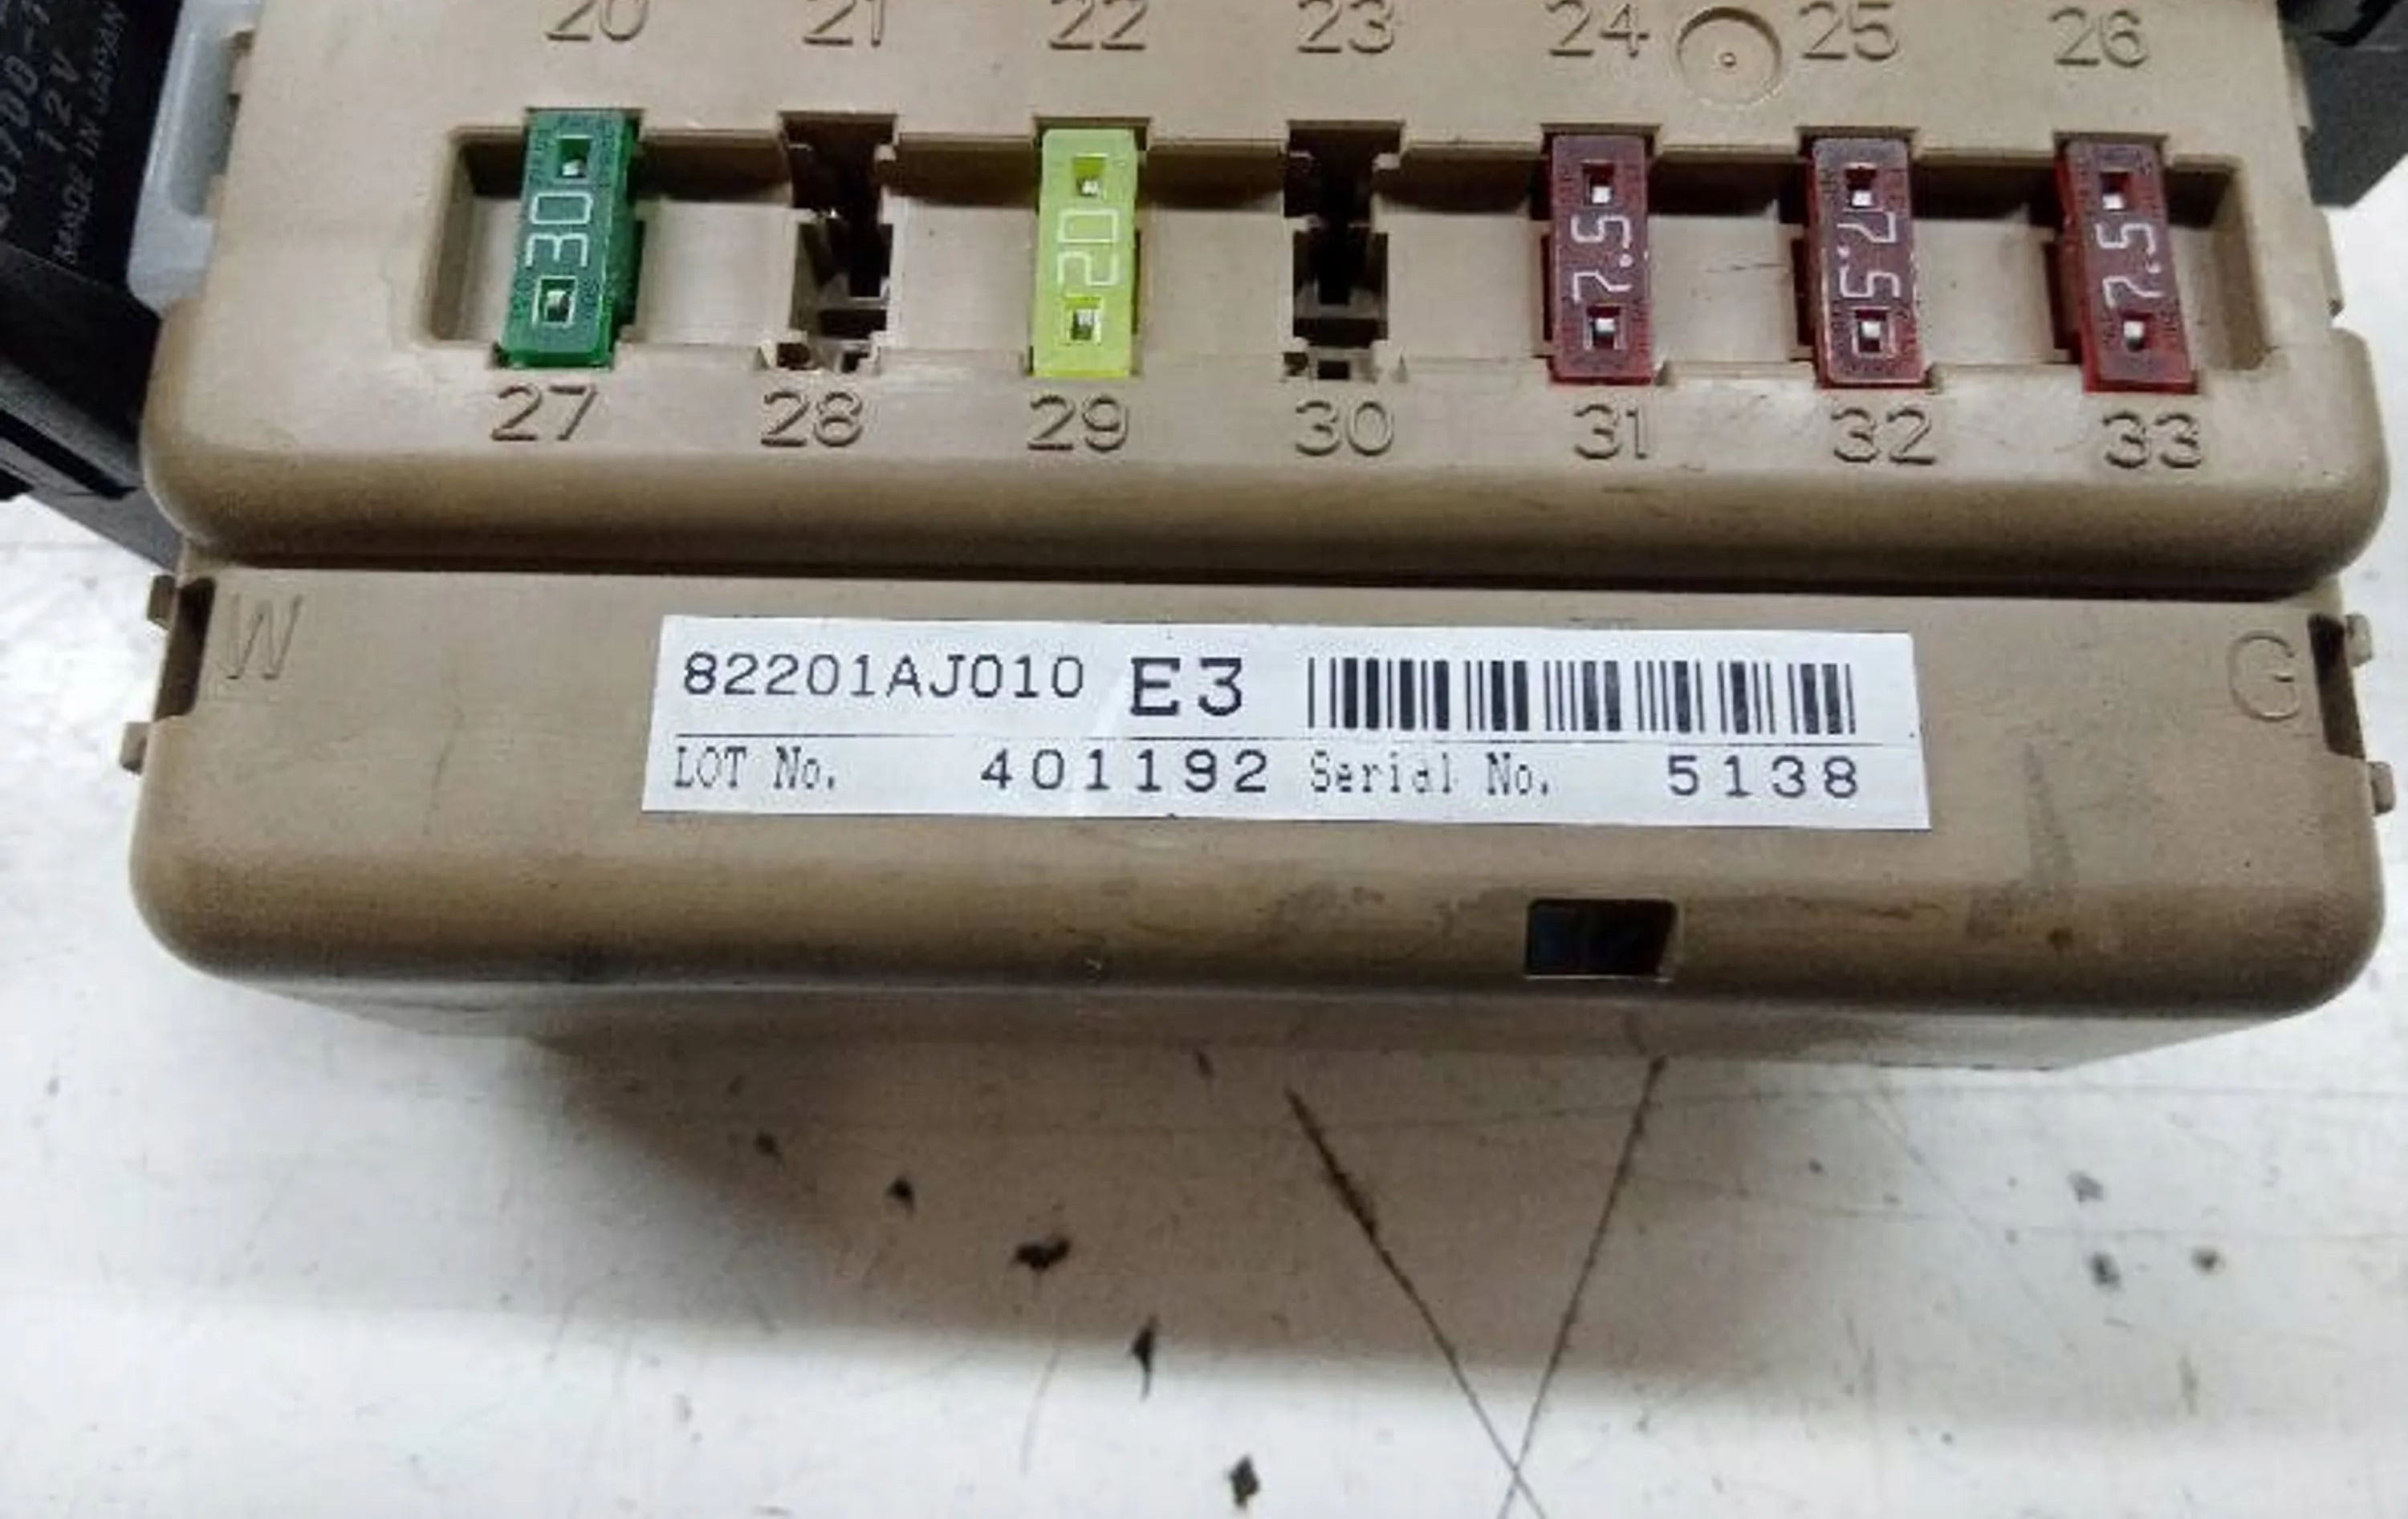 20 21 22 23 24 25 26
12V
MADE IN JAPAN
30 20 7.5 7.5 7.5
27 28 29 30 31 32 33
W G
82201AJ010 E3
LOT No. 401192 Serial No. 5138